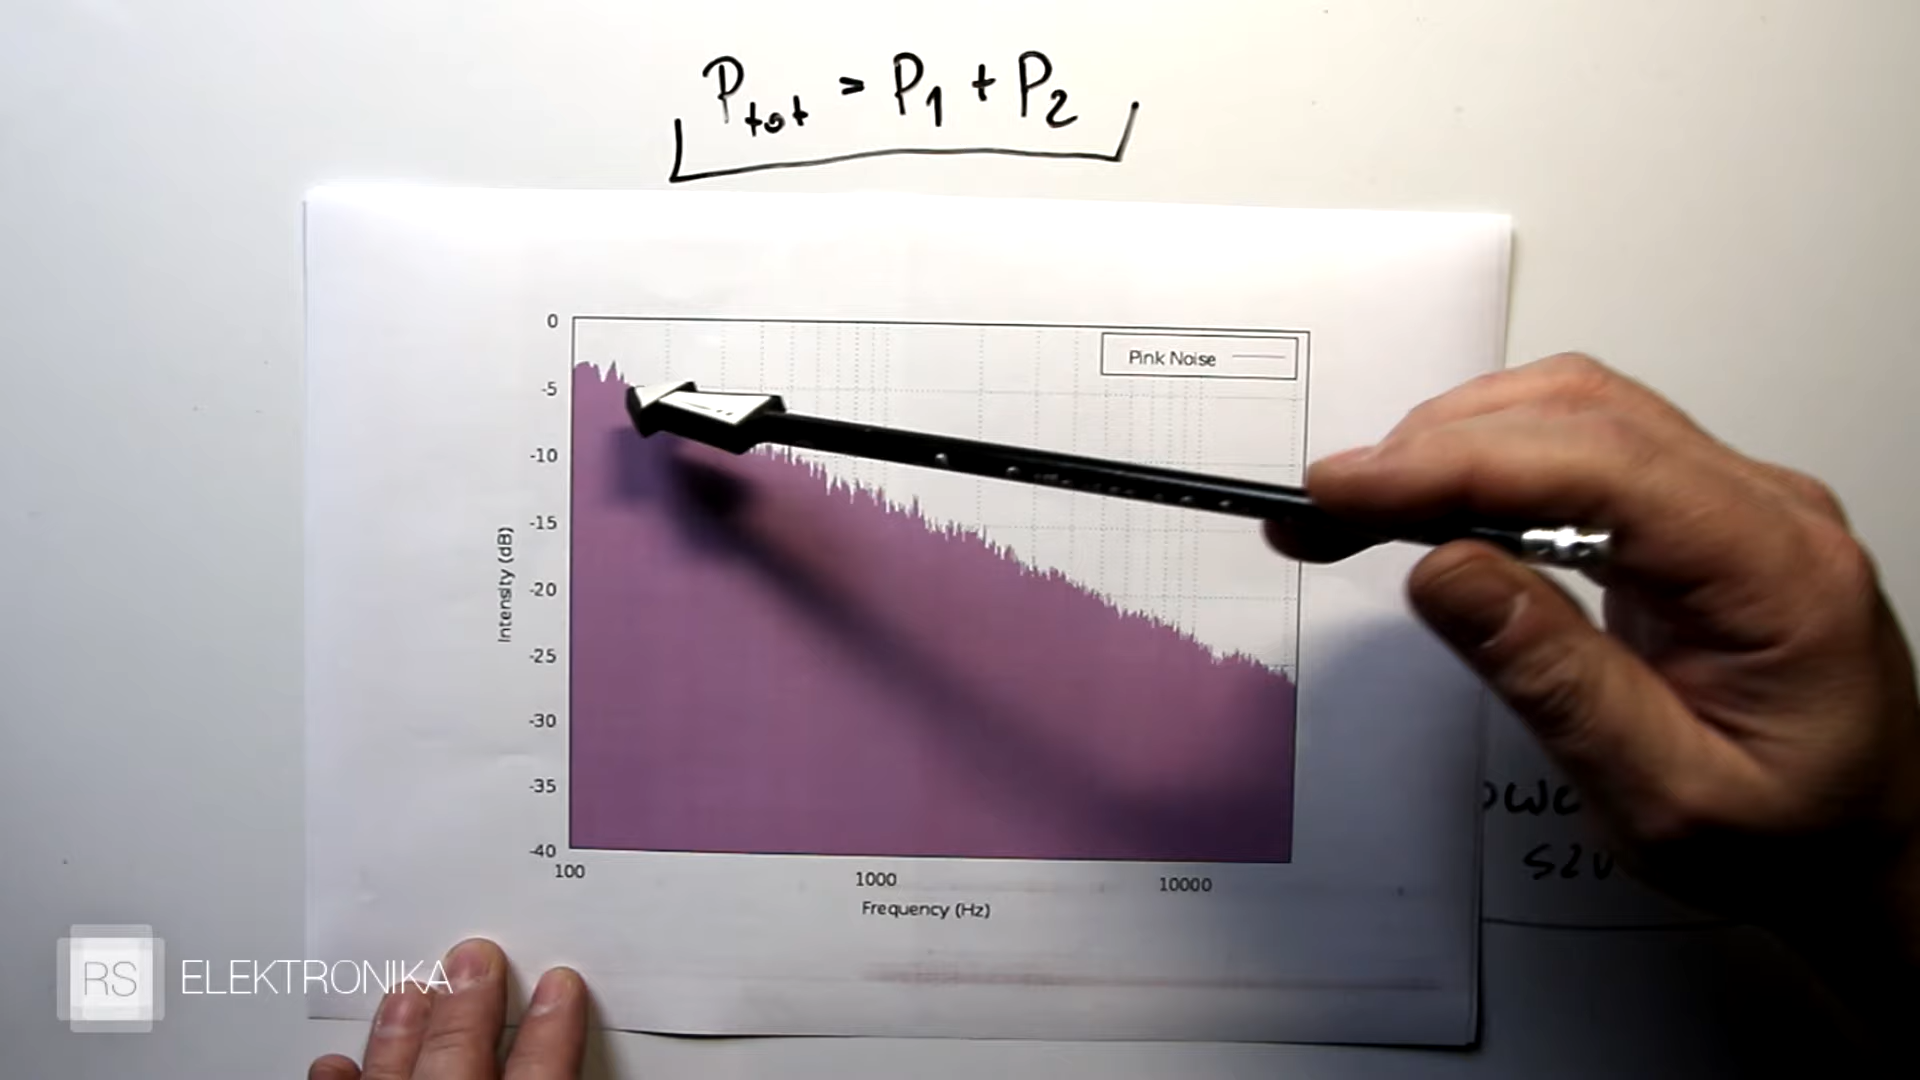 Ptot = P1 + P2
Pink Noise
0
-5
-10
-15
-20
-25
-30
-35
-40
Intensity (dB)
100 1000 10000
Frequency (Hz)
RS ELEKTRONIKA